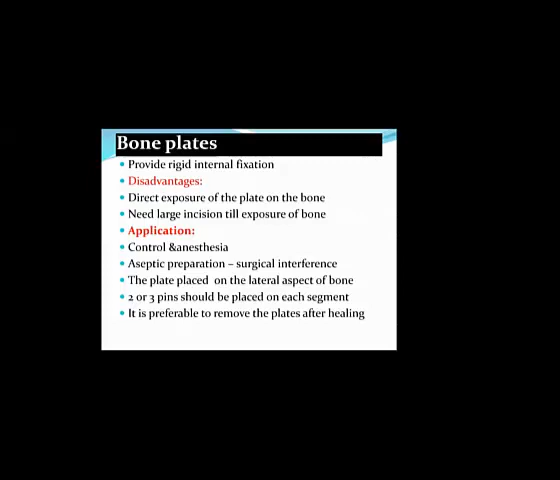 Bone plates
• Provide rigid internal fixation
• Disadvantages:
• Direct exposure of the plate on the bone
• Need large incision till exposure of bone
• Application:
• Control &anesthesia
• Aseptic preparation – surgical interference
• The plate placed  on the lateral aspect of bone
• 2 or 3 pins should be placed on each segment
• It is preferable to remove the plates after healing